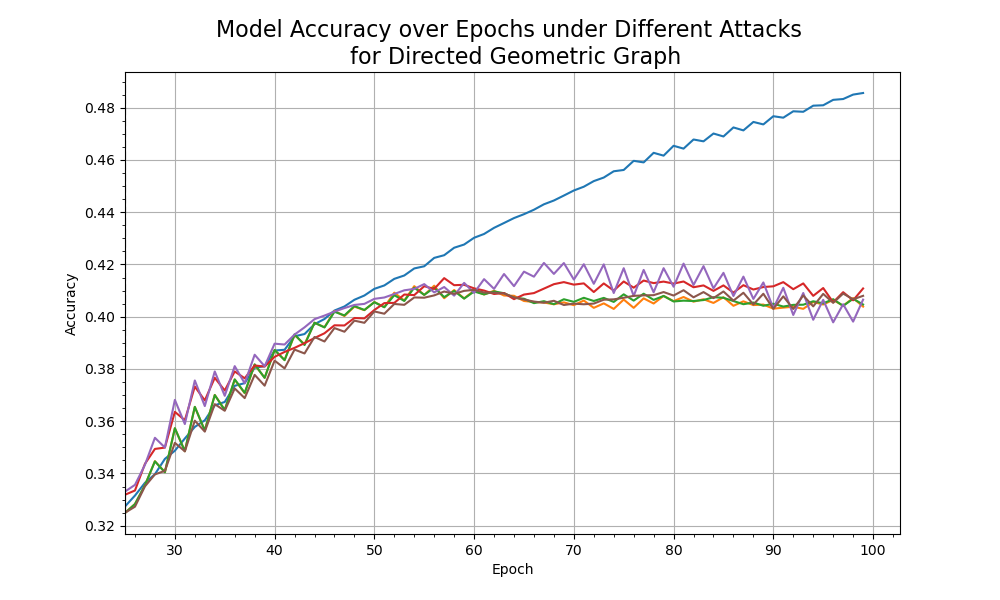 Model Accuracy over Epochs under Different Attacks
for Directed Geometric Graph
0.48
0.46
0.44
0.42
0.40
0.38
0.36
0.34
0.32
Accuracy
30 40 50 60 70 80 90 100
Epoch